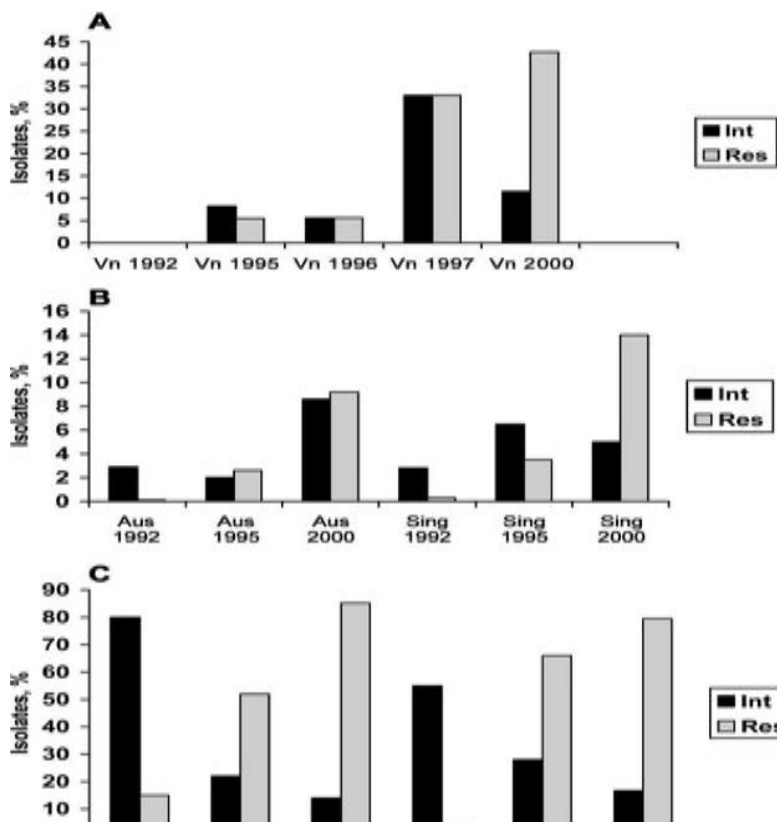 A
Isolates, %
45
40
35
30
25
20
15
10
5
0
Vn 1992 Vn 1995 Vn 1996 Vn 1997 Vn 2000
Int
Res
B
Isolates, %
16
14
12
10
8
6
4
2
0
Aus 1992
Aus 1995
Aus 2000
Sing 1992
Sing 1995
Sing 2000
Int
Res
C
Isolates, %
90
80
70
60
50
40
30
20
10
Int
Res